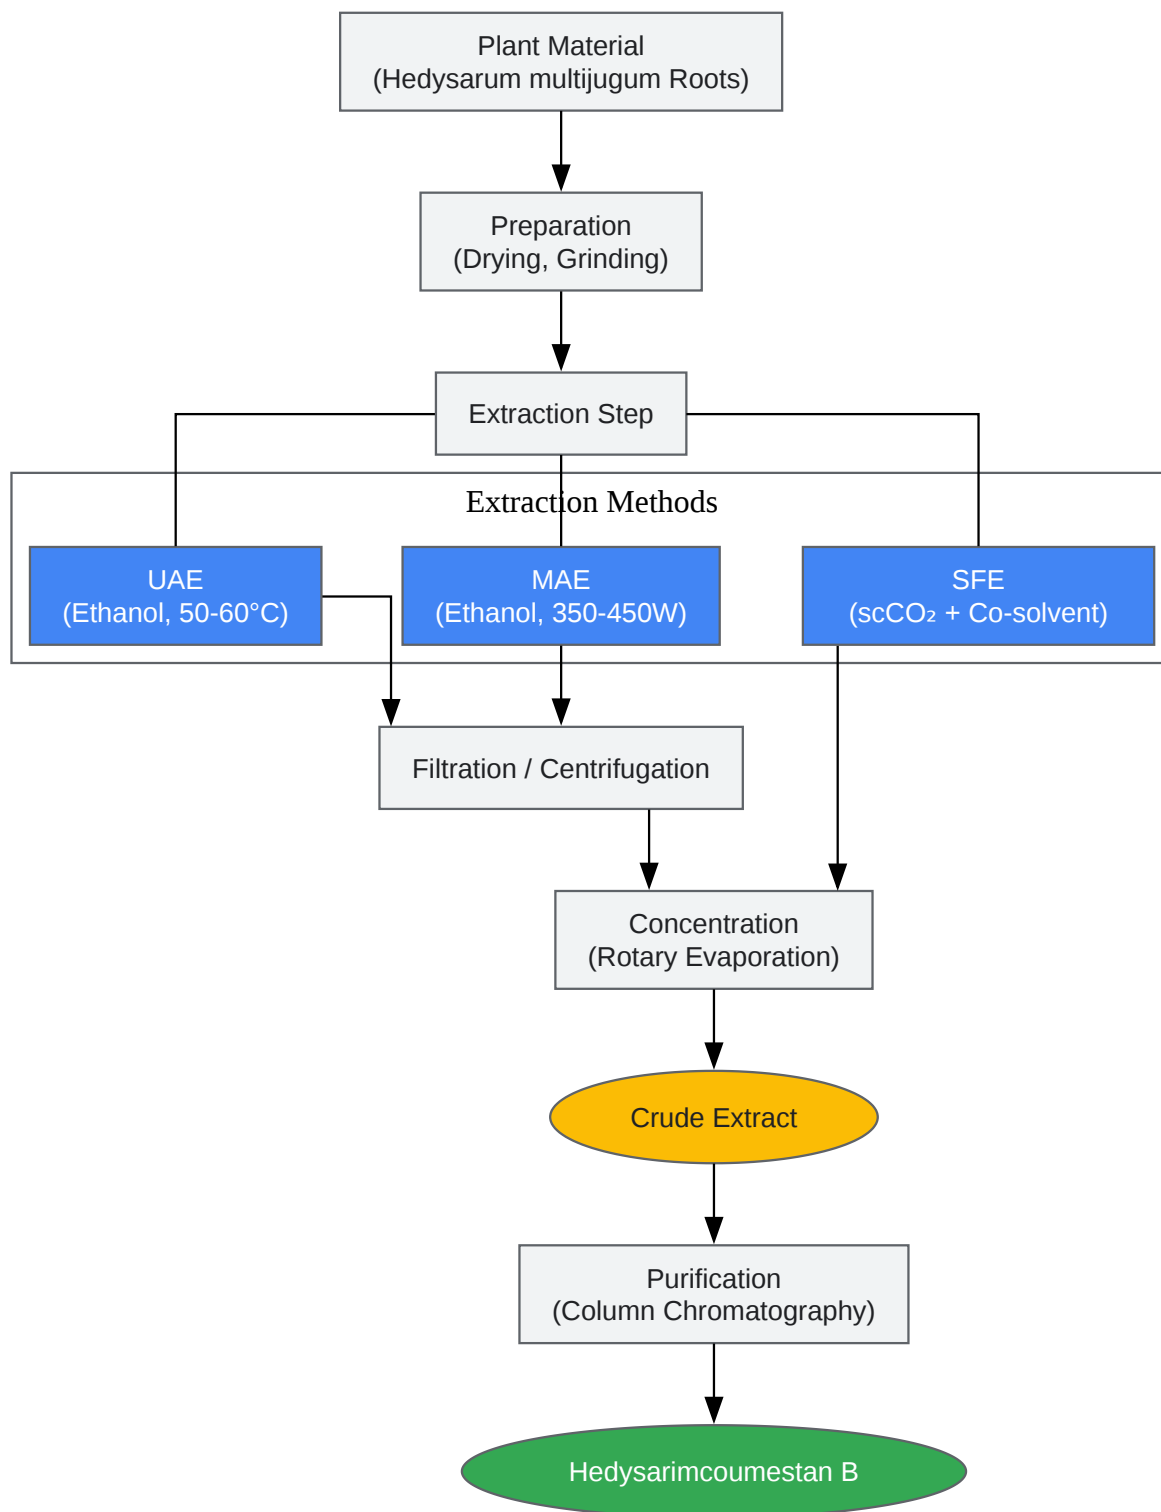 Plant Material
(Hedysarum multijugum Roots)
Preparation
(Drying, Grinding)
Extraction Step
Extraction Methods
UAE
(Ethanol, 50-60°C)
MAE
(Ethanol, 350-450W)
SFE
(scCO₂ + Co-solvent)
Filtration / Centrifugation
Concentration
(Rotary Evaporation)
Crude Extract
Purification
(Column Chromatography)
Hedysarimcoumestan B